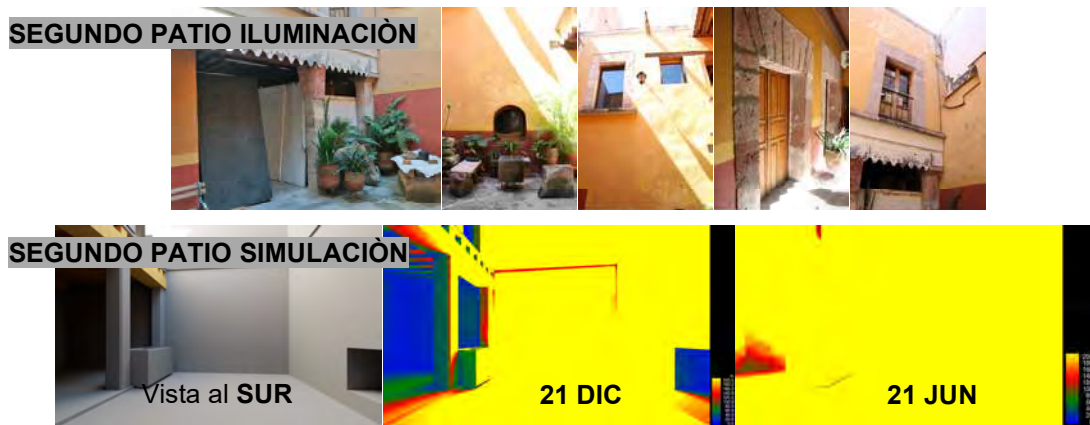 SEGUNDO PATIO ILUMINACIÒN
SEGUNDO PATIO SIMULACIÒN
Vista al SUR
21 DIC
21 JUN